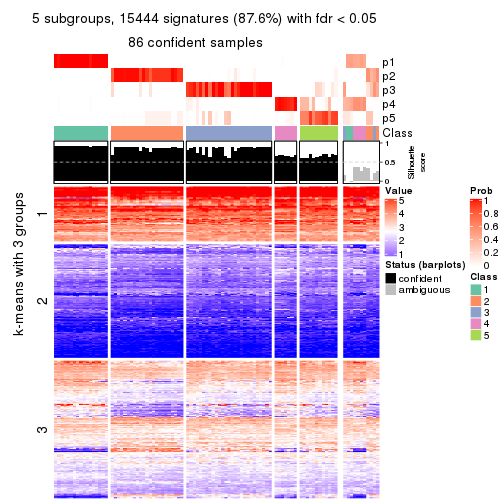 5 subgroups, 15444 signatures (87.6%) with fdr < 0.05
86 confident samples
p1
p2
p3
p4
p5
Class
1
0.5
0
Silhouette
score
k-means with 3 groups
1
2
3
Value
5
4
3
2
1
Status (barplots)
confident
ambiguous
Prob
1
0.8
0.6
0.4
0.2
0
Class
1
2
3
4
5